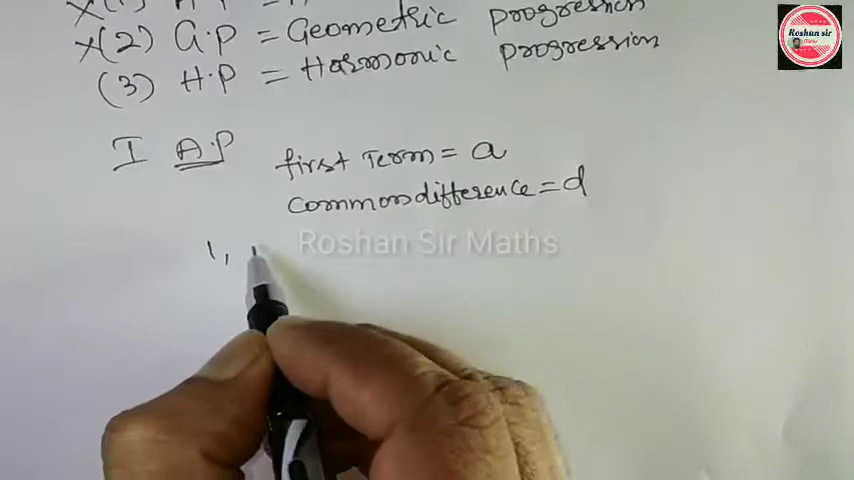 (2) G.P = Geometric progression
(3) H.P = Harmonic progression
I A.P first Term = a
common difference = d
1,
Roshan Sir Maths
Roshan sir